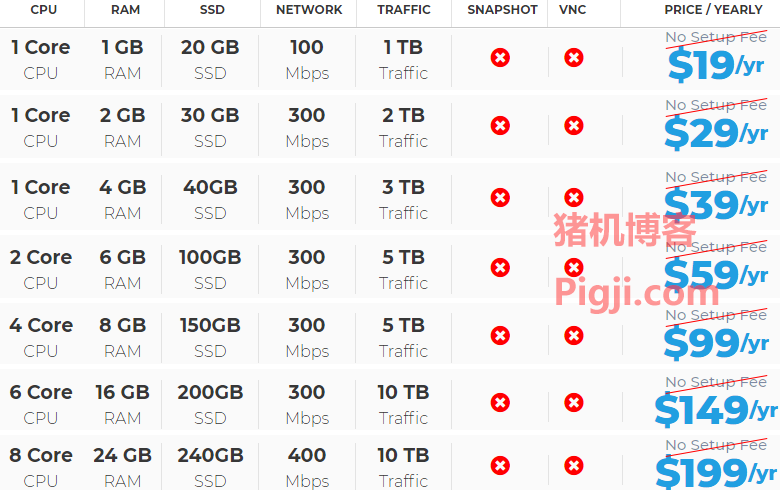 CPU RAM SSD NETWORK TRAFFIC SNAPSHOT VNC PRICE / YEARLY
No Setup Fee
1 Core 1 GB 20 GB 100 1 TB $19/yr
CPU RAM SSD Mbps Traffic
No Setup Fee
1 Core 2 GB 30 GB 300 2 TB $29/yr
CPU RAM SSD Mbps Traffic
No Setup Fee
1 Core 4 GB 40GB 300 3 TB $39/yr
CPU RAM SSD Mbps Traffic
猪机博客
No Setup Fee
2 Core 6 GB 100GB 300 5 TB $59/yr
CPU RAM SSD Mbps Traffic
Pigji.com
No Setup Fee
4 Core 8 GB 150GB 300 5 TB $99/yr
CPU RAM SSD Mbps Traffic
No Setup Fee
6 Core 16 GB 200GB 300 10 TB $149/yr
CPU RAM SSD Mbps Traffic
No Setup Fee
8 Core 24 GB 240GB 400 10 TB $199/yr
CPU RAM SSD Mbps Traffic